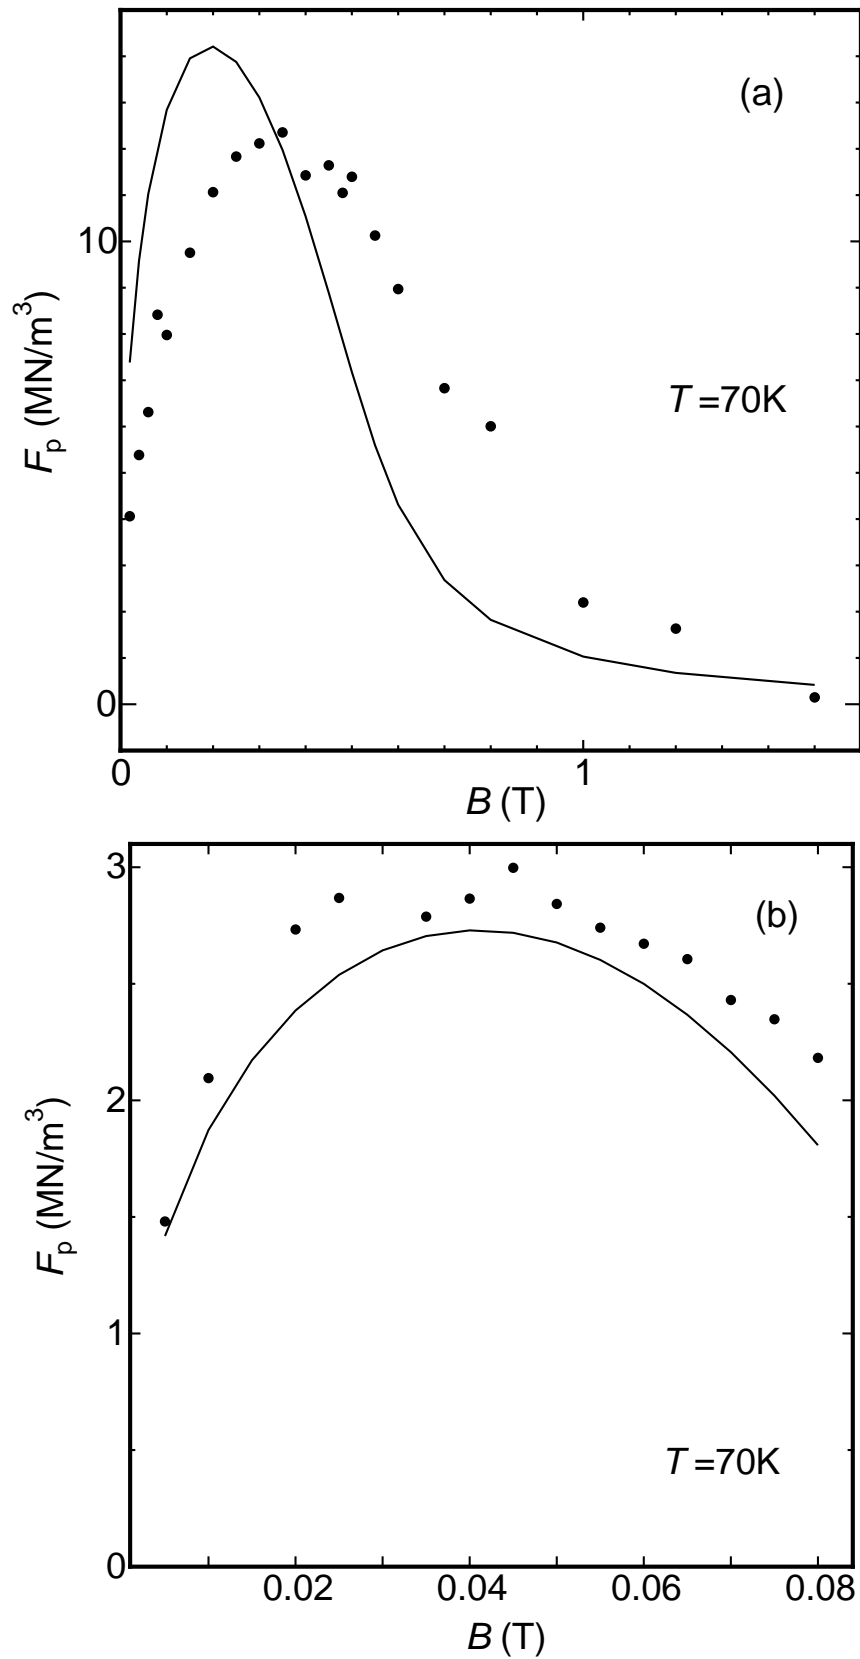 (a)
10
F_p (MN/m^3)
T =70K
0
0
1
B (T)
3
(b)
2
F_p (MN/m^3)
1
T =70K
0
0.02
0.04
0.06
0.08
B (T)